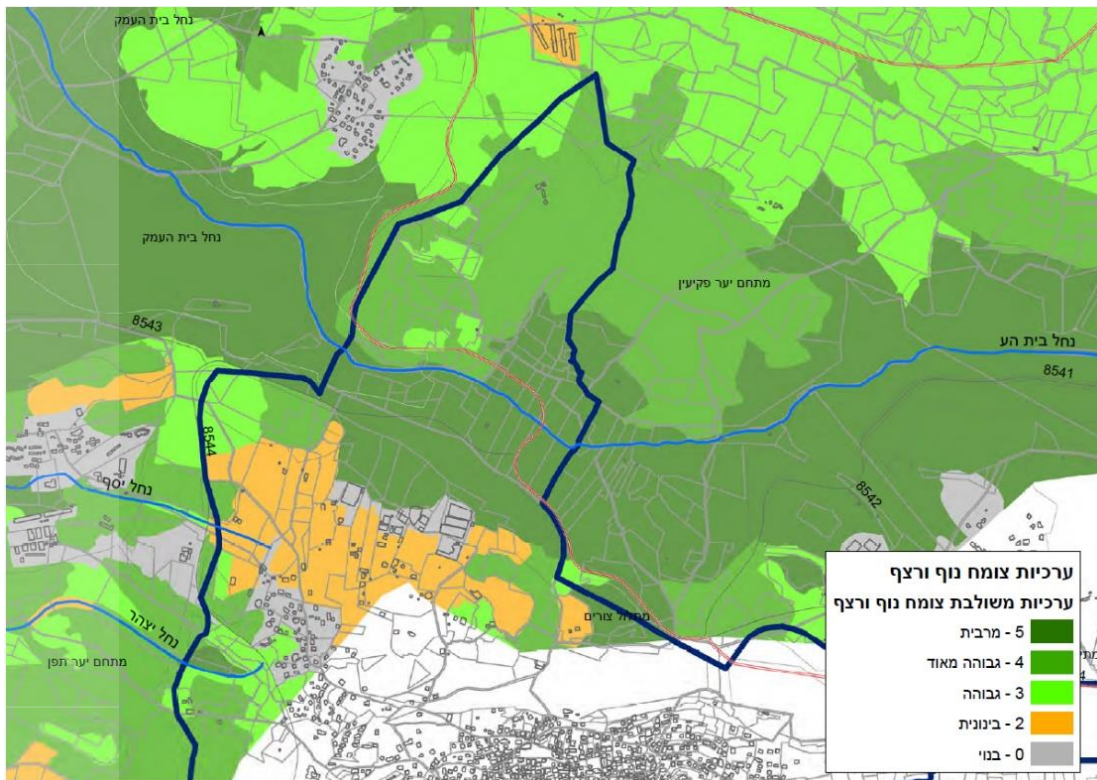 נחל בית העמק
נחל בית העמק
מתחם יער פקיעין
נחל בית הע
8543
8541
8544
נחל יסף
8542
מתלול צורים
נחל יצהר
מתחם יער תפן
ערכיות צומח נוף ורצף
ערכיות משולבת צומח נוף ורצף
5 - מרבית
4 - גבוהה מאוד
3 - גבוהה
2 - בינונית
0 - בנוי